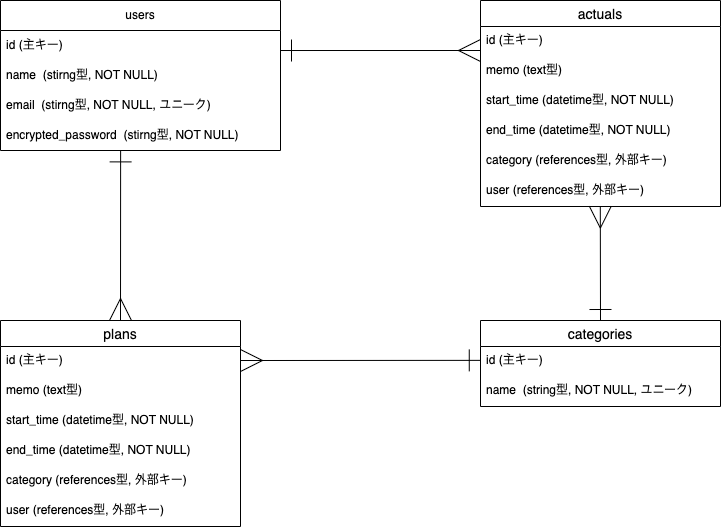 users
id (主キー)
name  (stirng型, NOT NULL)
email  (stirng型, NOT NULL, ユニーク)
encrypted_password  (stirng型, NOT NULL)
actuals
id (主キー)
memo (text型)
start_time (datetime型, NOT NULL)
end_time (datetime型, NOT NULL)
category (references型, 外部キー)
user (references型, 外部キー)
plans
id (主キー)
memo (text型)
start_time (datetime型, NOT NULL)
end_time (datetime型, NOT NULL)
category (references型, 外部キー)
user (references型, 外部キー)
categories
id (主キー)
name  (string型, NOT NULL, ユニーク)